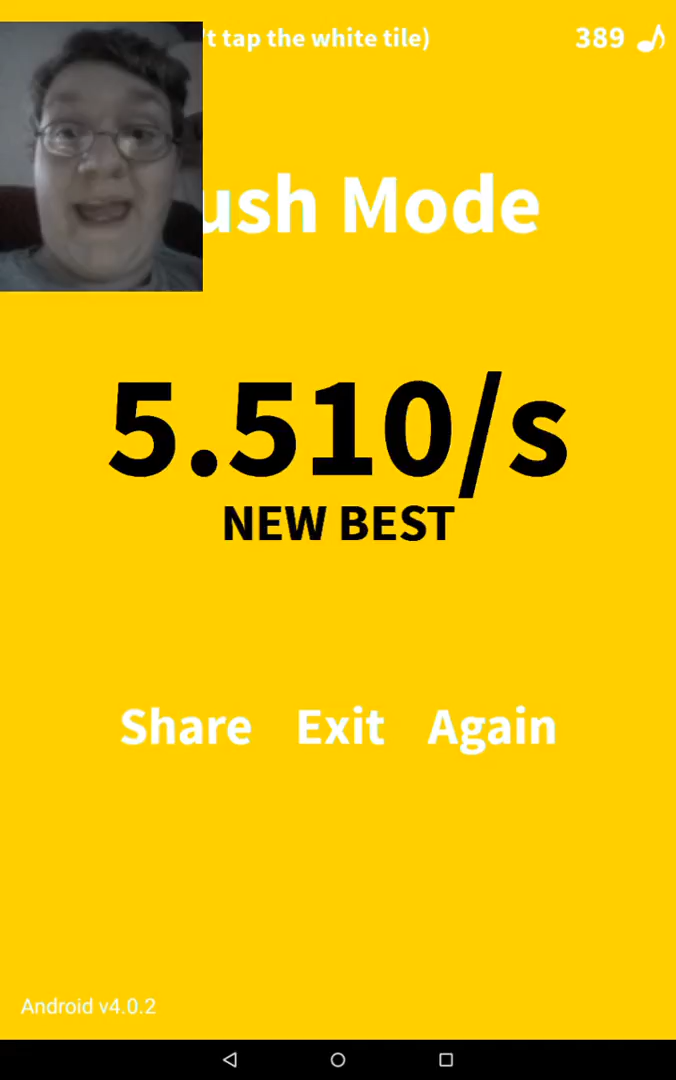 't tap the white tile) 389
ush Mode
5.510/s
NEW BEST
Share Exit Again
Android v4.0.2